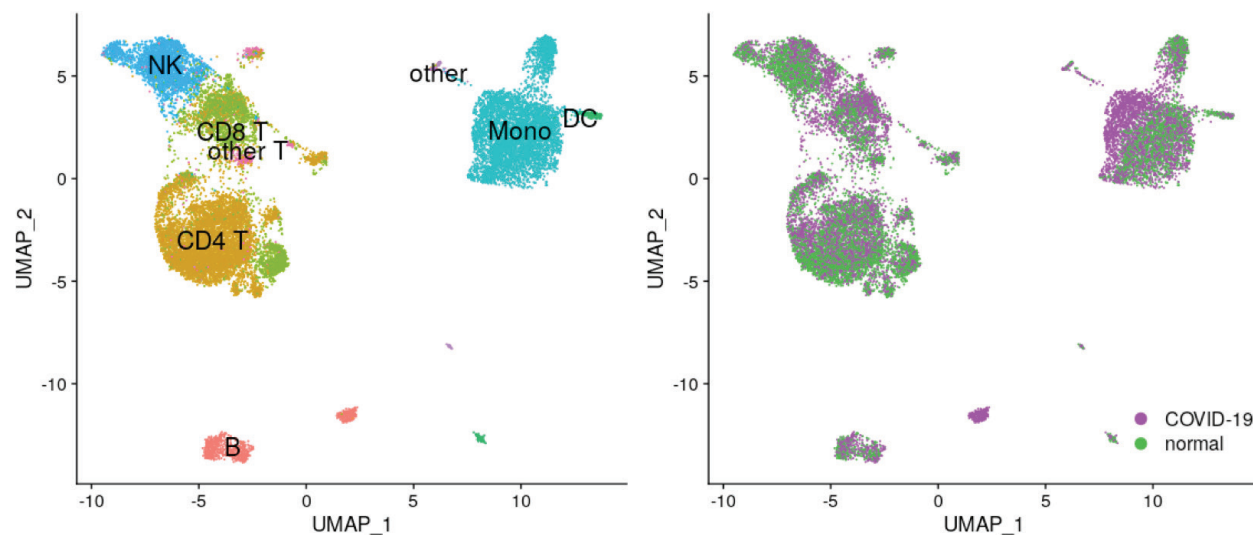 5
0
-5
-10
UMAP_2
NK
CD8 T
other T
CD4 T
B
other
Mono
DC
-10
-5
0
5
10
UMAP_1
5
0
-5
-10
UMAP_2
COVID-19
normal
-10
-5
0
5
10
UMAP_1